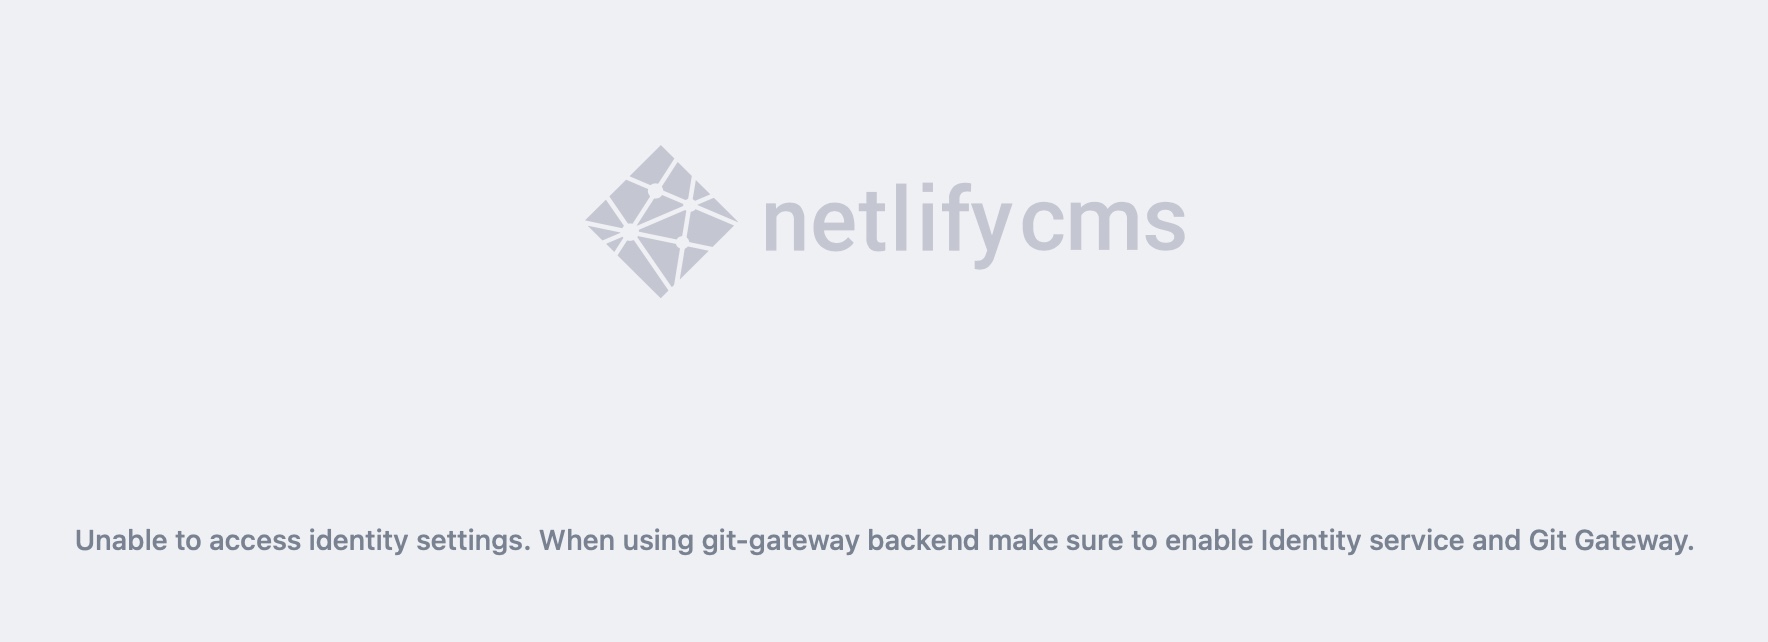 netlifycms
Unable to access identity settings. When using git-gateway backend make sure to enable Identity service and Git Gateway.